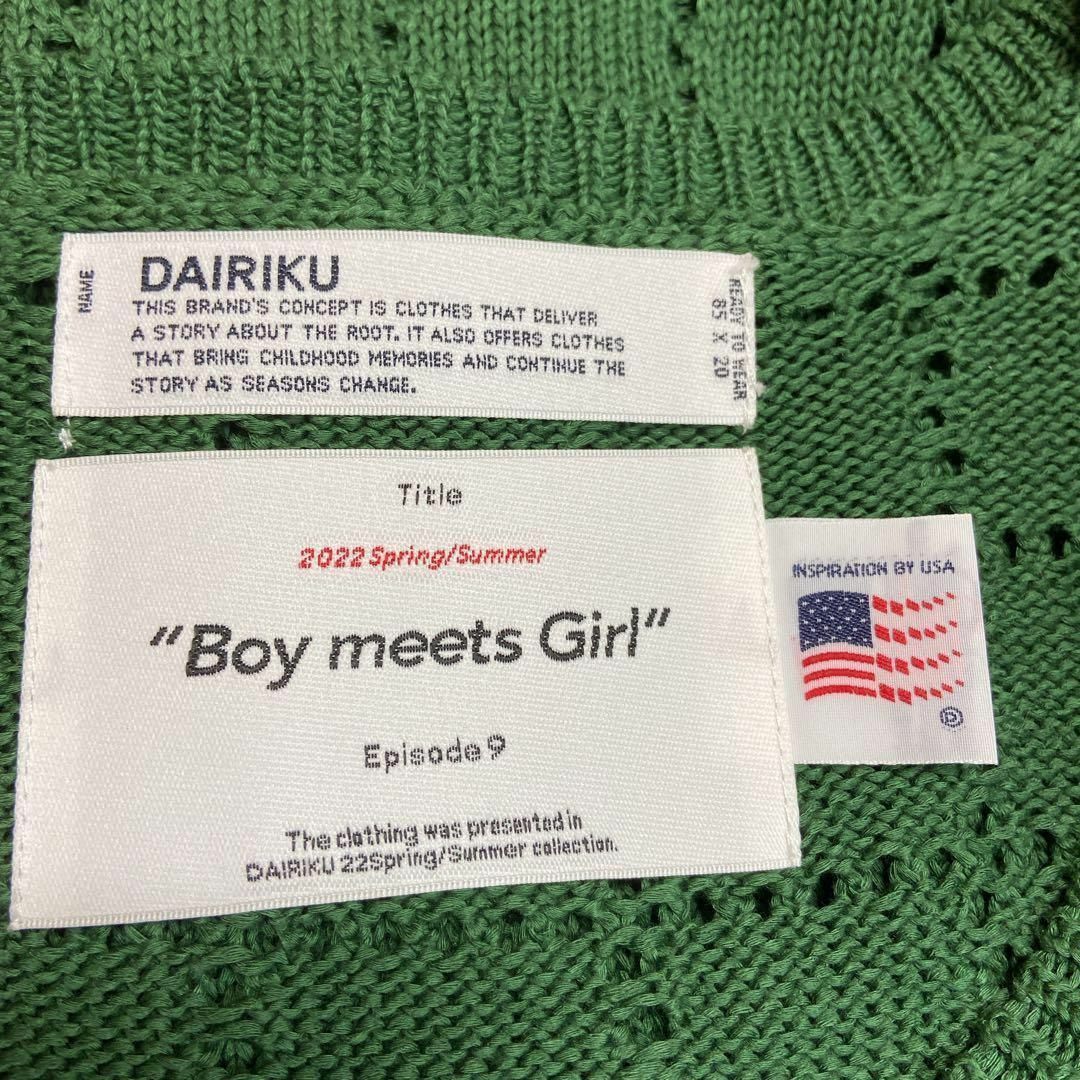 NAME
DAIRIKU
THIS BRAND'S CONCEPT IS CLOTHES THAT DELIVER
A STORY ABOUT THE ROOT. IT ALSO OFFERS CLOTHES
THAT BRING CHILDHOOD MEMORIES AND CONTINUE THE
STORY AS SEASONS CHANGE.
READY TO WEAR
85 X 20
Title
2022 Spring/Summer
"Boy meets Girl"
Episode 9
The clothing was presented in
DAIRIKU 22Spring/Summer collection.
INSPIRATION BY USA
Ⓓ